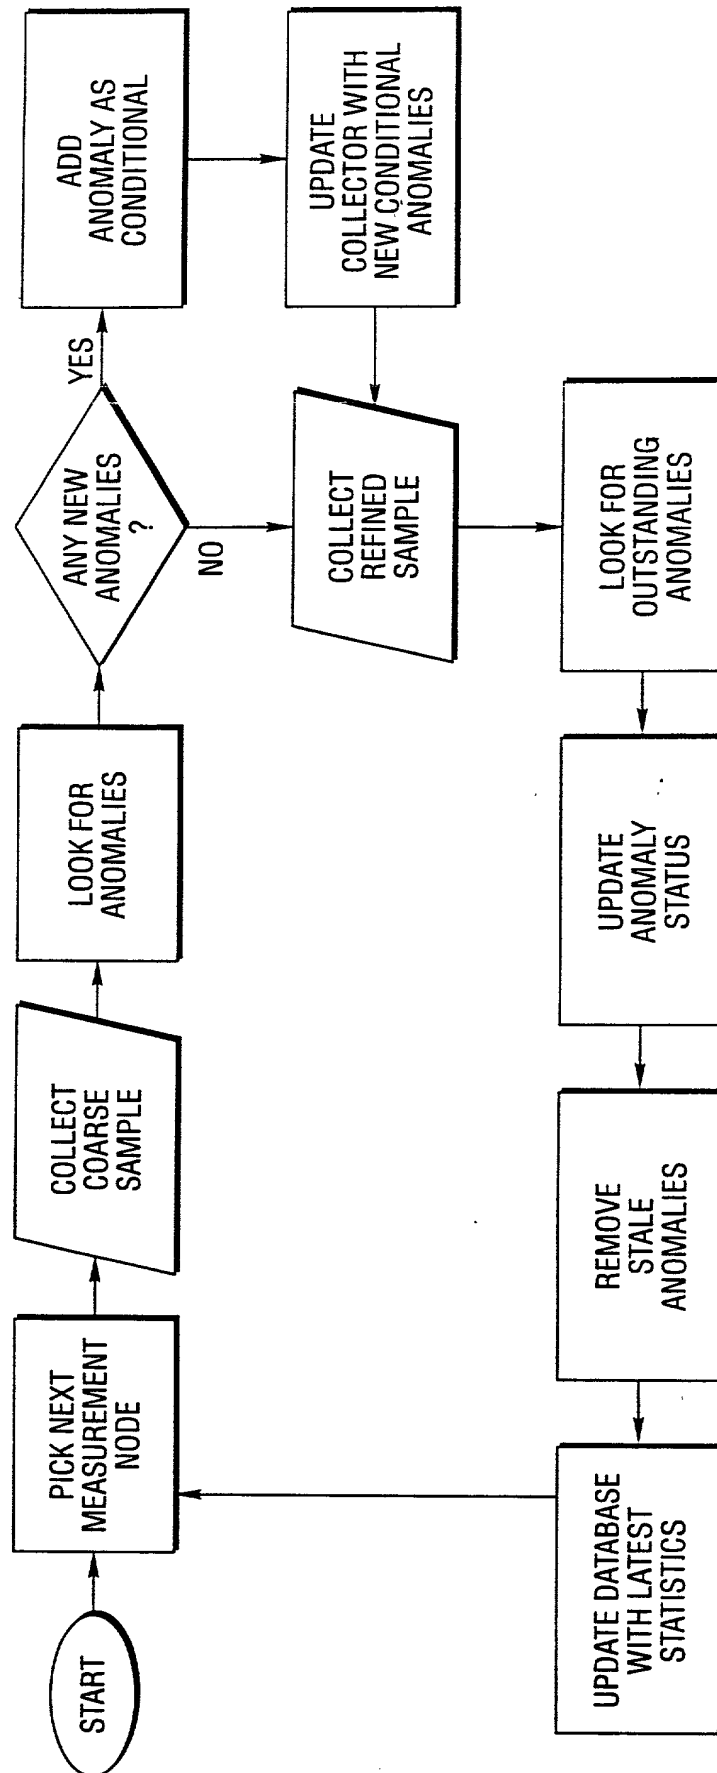 START
PICK NEXT
MEASUREMENT
NODE
COLLECT
COARSE
SAMPLE
LOOK FOR
ANOMALIES
ANY NEW
ANOMALIES
?
YES
ADD
ANOMALY AS
CONDITIONAL
UPDATE
COLLECTOR WITH
NEW CONDITIONAL
ANOMALIES
NO
COLLECT
REFINED
SAMPLE
LOOK FOR
OUTSTANDING
ANOMALIES
UPDATE
ANOMALY
STATUS
REMOVE
STALE
ANOMALIES
UPDATE DATABASE
WITH LATEST
STATISTICS